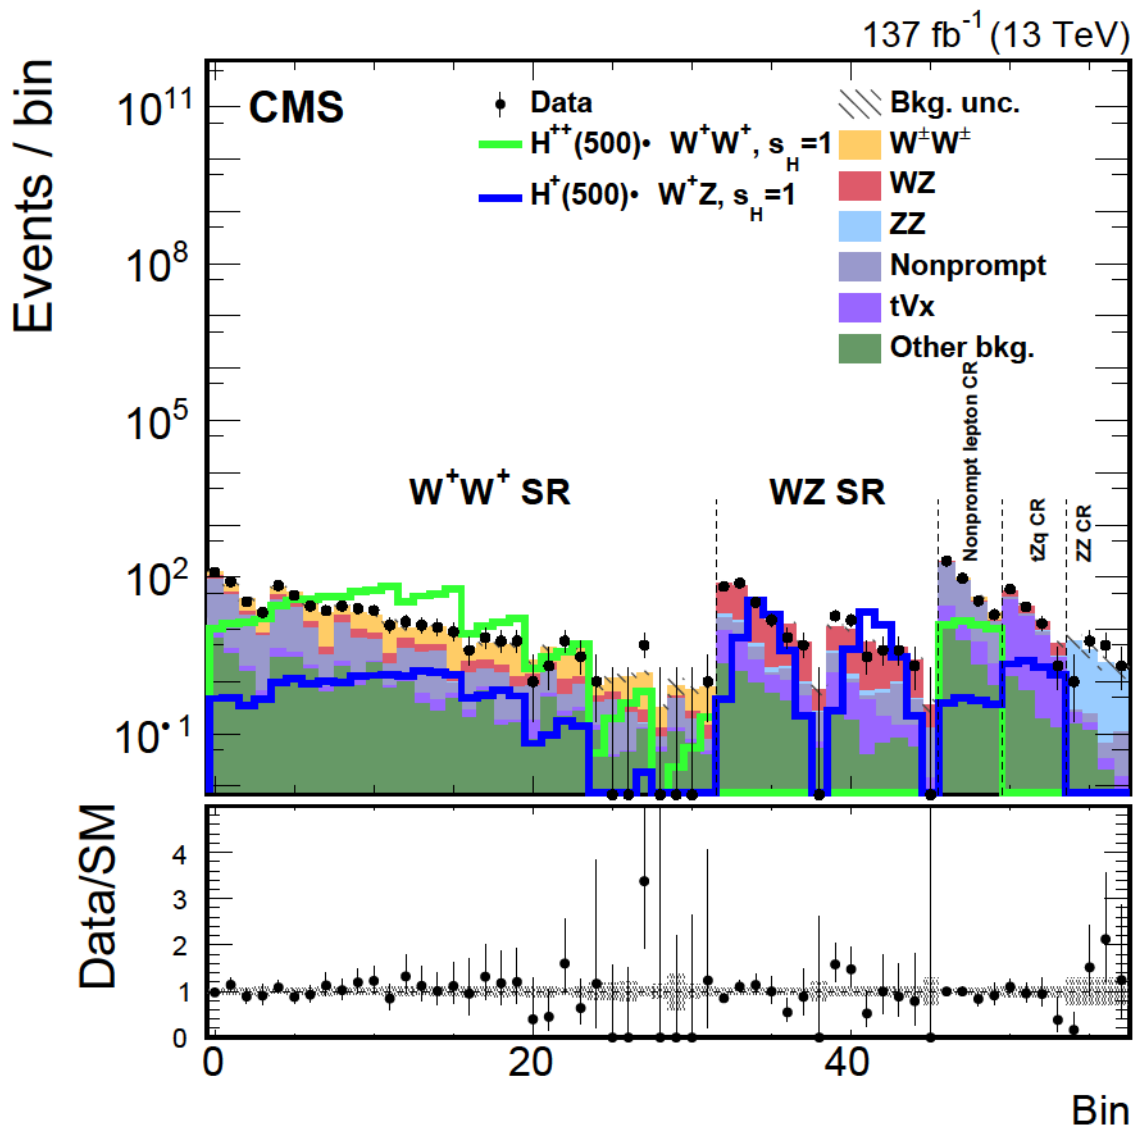 137 fb⁻¹ (13 TeV)
Events / bin
10¹¹
10⁸
10⁵
10²
10•¹
CMS
Data
H⁺⁺(500)• W⁺W⁺, s_H=1
H⁺(500)• W⁺Z, s_H=1
Bkg. unc.
W±W±
WZ
ZZ
Nonprompt
tVx
Other bkg.
W⁺W⁺ SR
WZ SR
Nonprompt lepton CR
tZq CR
ZZ CR
Data/SM
4
3
2
1
0
0
20
40
Bin